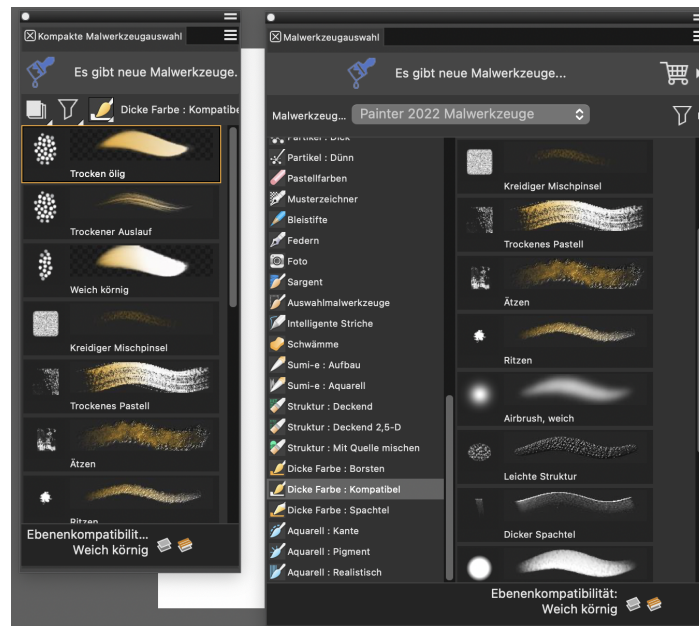 Kompakte Malwerkzeugauswahl
Es gibt neue Malwerkzeuge.
Dicke Farbe : Kompatibe
Trocken ölig
Trockener Auslauf
Weich körnig
Kreidiger Mischpinsel
Trockenes Pastell
Ätzen
Ritzen
Ebenenkompatibilit...
Weich körnig
Malwerkzeugauswahl
Es gibt neue Malwerkzeuge...
Malwerkzeug... Painter 2022 Malwerkzeuge
Partikel : Dick
Partikel : Dünn
Pastellfarben
Musterzeichner
Bleistifte
Federn
Foto
Sargent
Auswahlmalwerkzeuge
Intelligente Striche
Schwämme
Sumi-e : Aufbau
Sumi-e : Aquarell
Struktur : Deckend
Struktur : Deckend 2,5-D
Struktur : Mit Quelle mischen
Dicke Farbe : Borsten
Dicke Farbe : Kompatibel
Dicke Farbe : Spachtel
Aquarell : Kante
Aquarell : Pigment
Aquarell : Realistisch
Kreidiger Mischpinsel
Trockenes Pastell
Ätzen
Ritzen
Airbrush, weich
Leichte Struktur
Dicker Spachtel
Ebenenkompatibilität:
Weich körnig